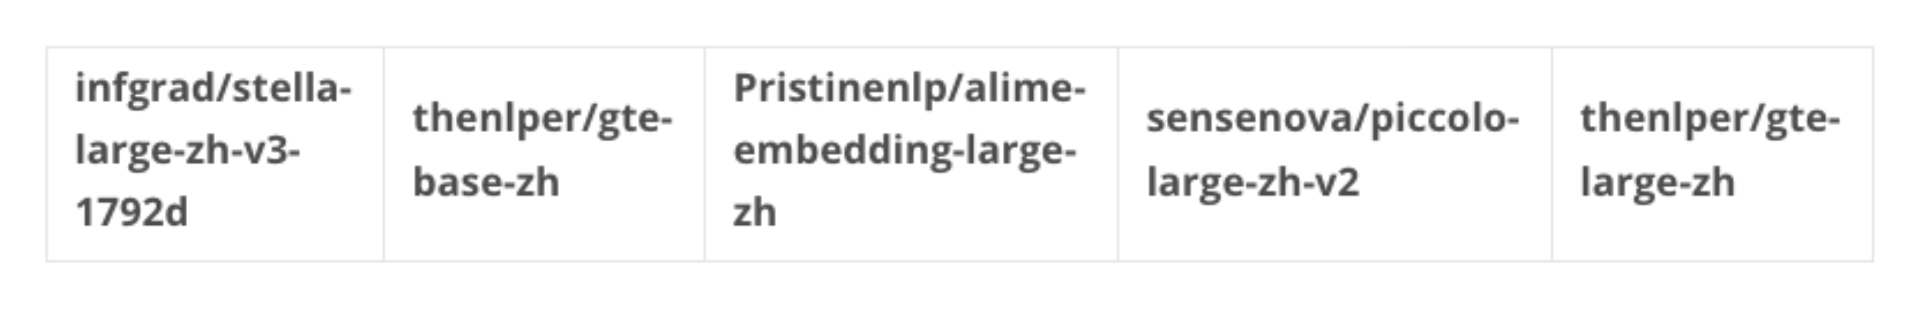 infgrad/stella-
large-zh-v3-
1792d
thenlper/gte-
base-zh
Pristinenlp/alime-
embedding-large-
zh
sensenova/piccolo-
large-zh-v2
thenlper/gte-
large-zh